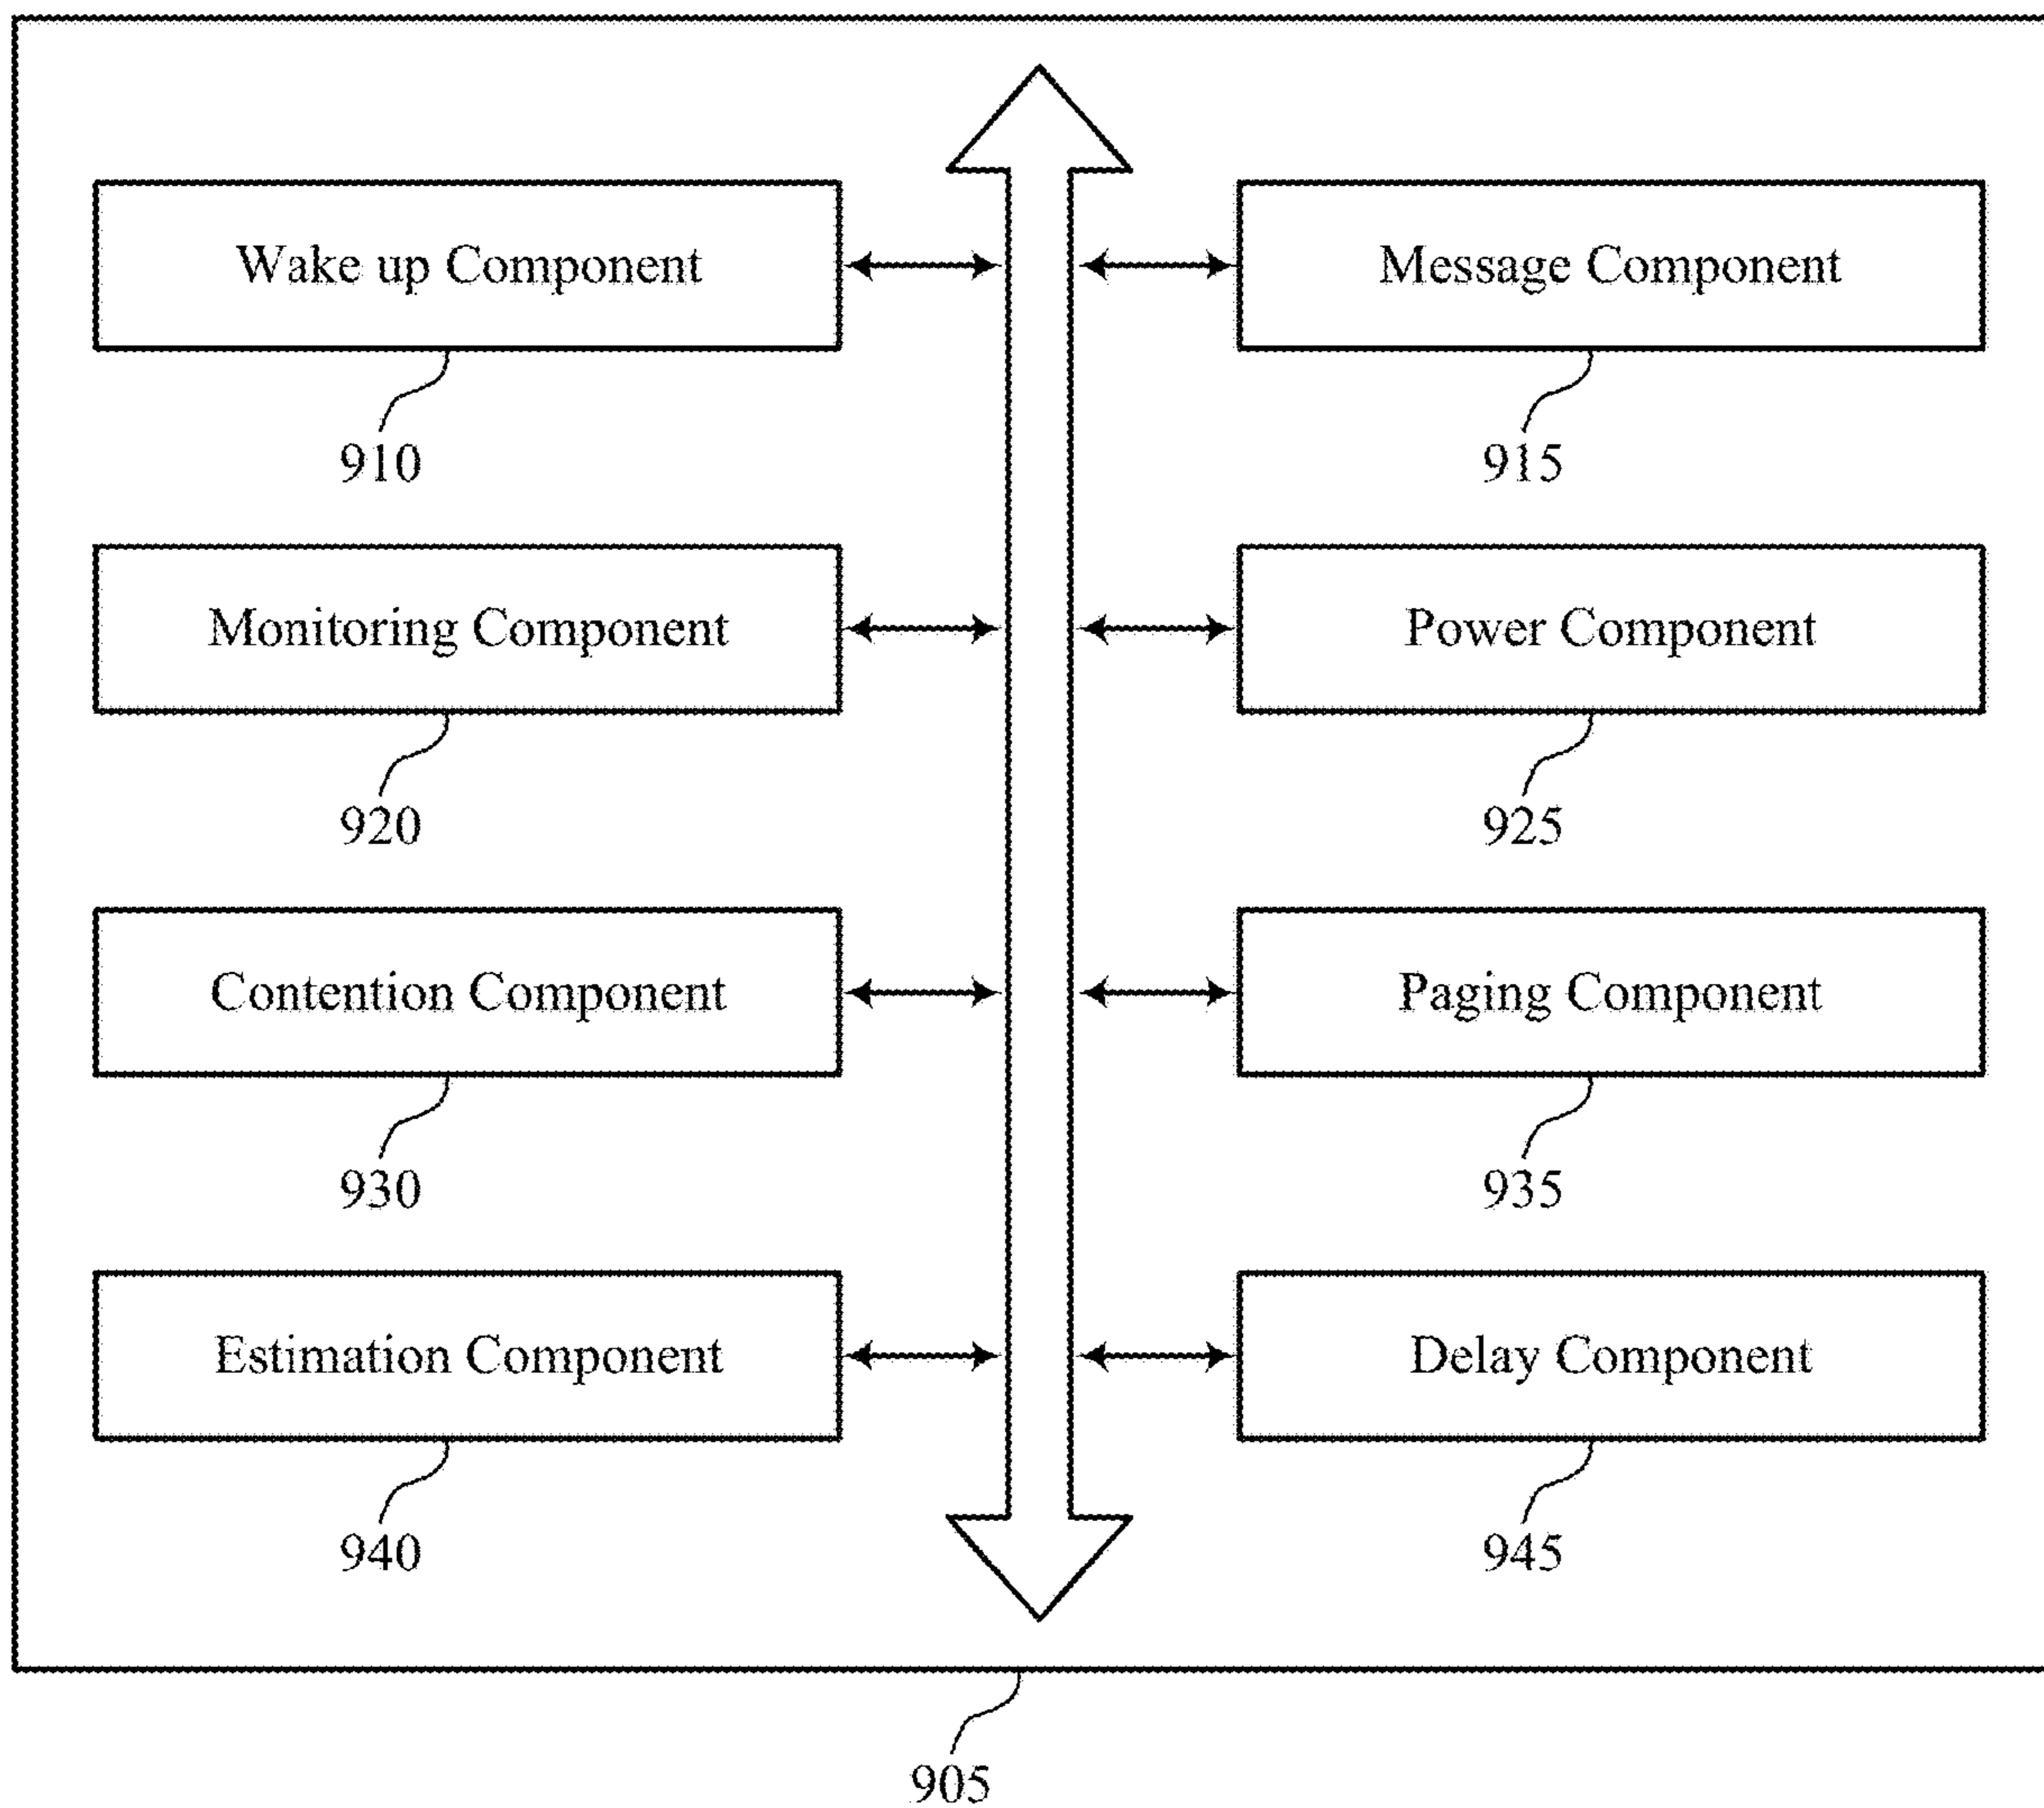 Wake up Component
Message Component
910
915
Monitoring Component
Power Component
920
925
Contention Component
Paging Component
930
935
Estimation Component
Delay Component
940
945
905